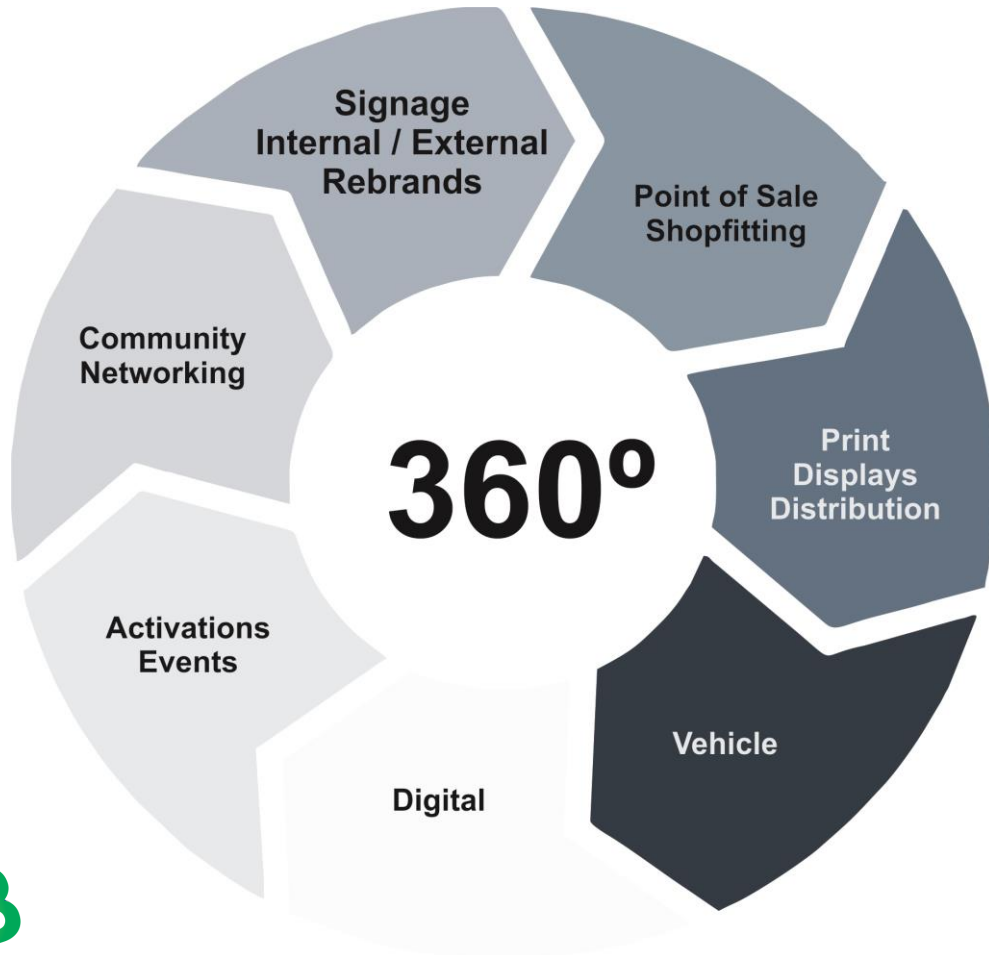 Signage
Internal / External
Rebrands
Point of Sale
Shopfitting
Print
Displays
Distribution
Vehicle
Digital
Activations
Events
Community
Networking
360º